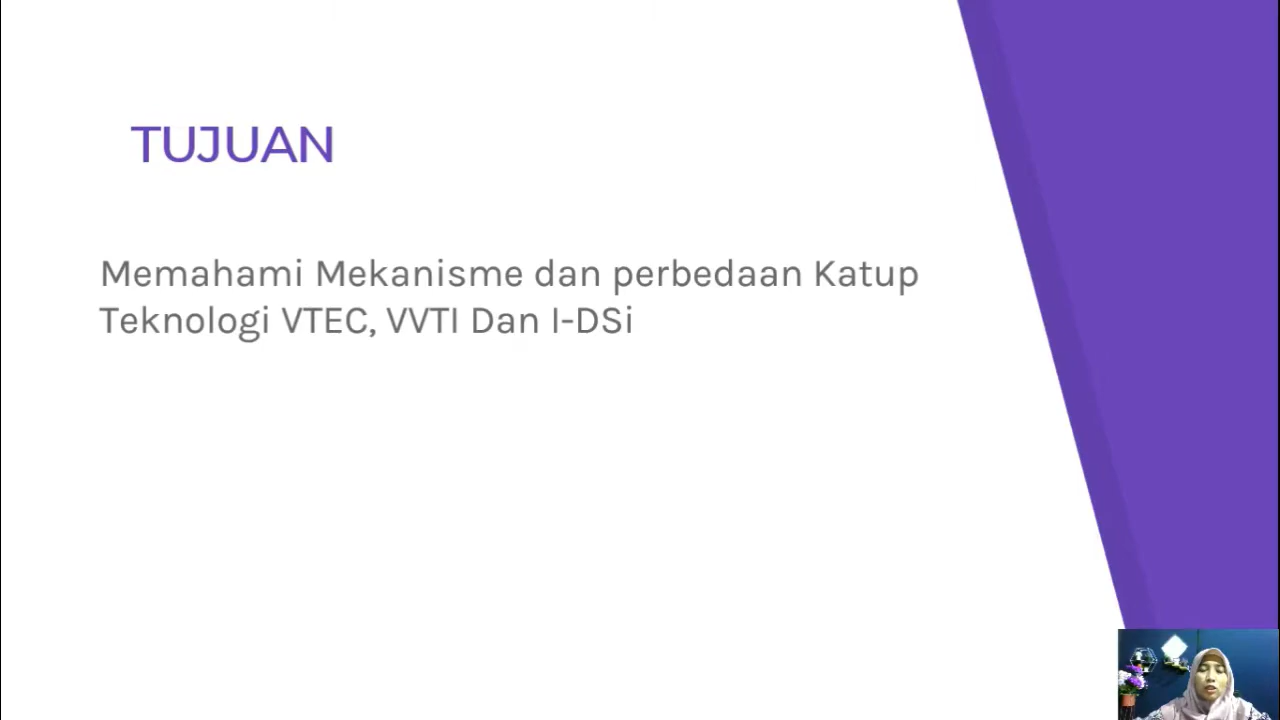 TUJUAN
Memahami Mekanisme dan perbedaan Katup
Teknologi VTEC, VVTI Dan I-DSi